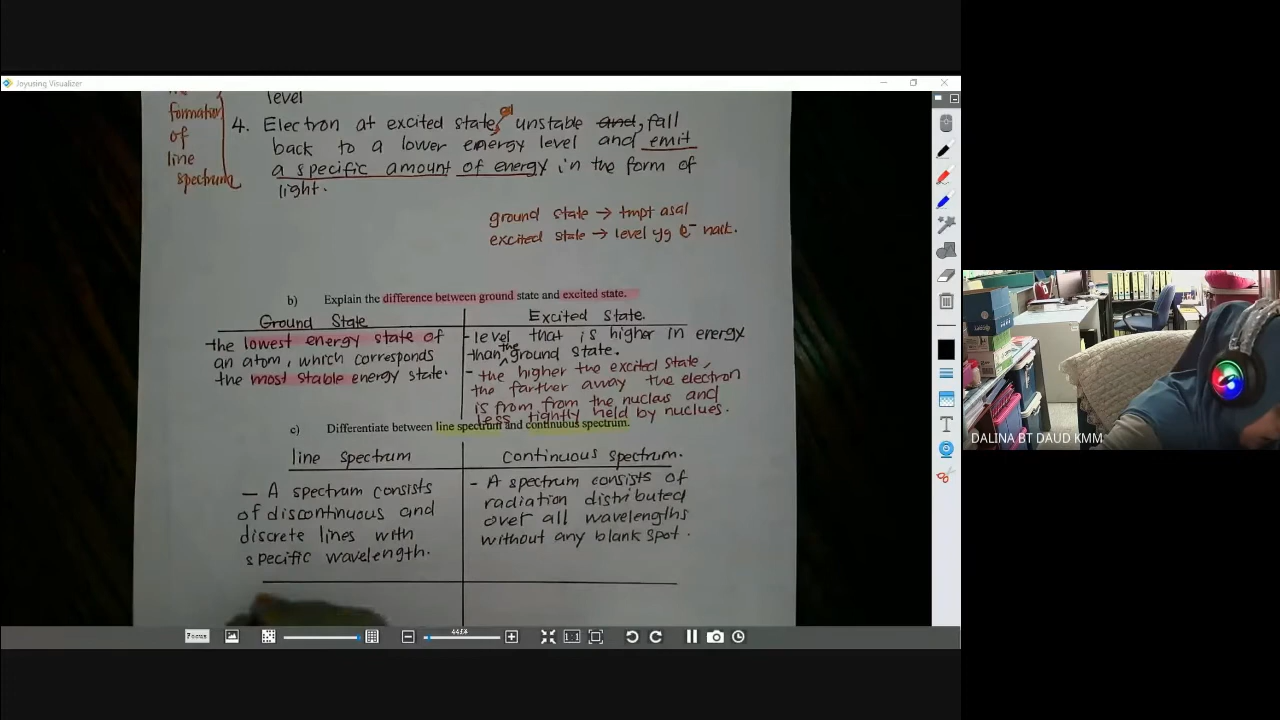 Joyusing Visualizer
level
formation
of
line
spectrum
4. Electron at excited state, unstable and, fall
back to a lower energy level and emit
a specific amount of energy in the form of
light.
ground state → tmpt asal
excited state → level yg e⁻ naik.
b) Explain the difference between ground state and excited state.
Ground State
the lowest energy state of
an atom, which corresponds
the most stable energy state.
Excited State.
- level that is higher in energy
than the ground state.
- the higher the excited state,
the farther away the electron
is from from the nucleus and
less tightly held by nuclues.
c) Differentiate between line spectrum and continuous spectrum.
line spectrum
- A spectrum consists
of discontinuous and
discrete lines with
specific wavelength.
continuous spectrum.
- A spectrum consists of
radiation distributed
over all wavelengths
without any blank spot.
Focus
1:1
T
DALINA BT DAUD KMM